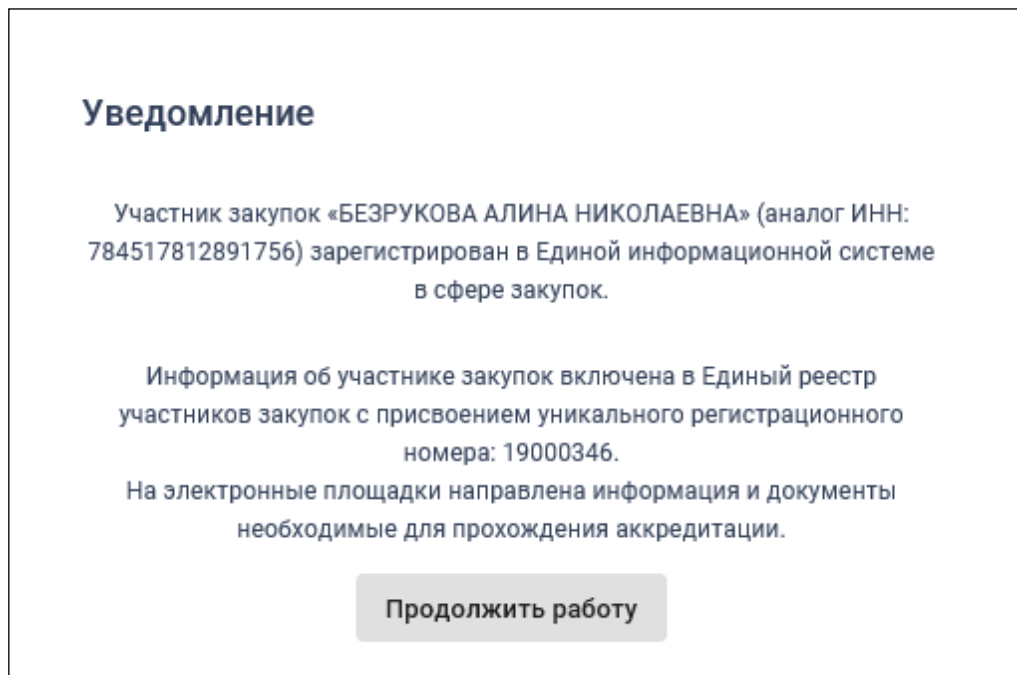 Уведомление
Участник закупок «БЕЗРУКОВА АЛИНА НИКОЛАЕВНА» (аналог ИНН:
784517812891756) зарегистрирован в Единой информационной системе
в сфере закупок.
Информация об участнике закупок включена в Единый реестр
участников закупок с присвоением уникального регистрационного
номера: 19000346.
На электронные площадки направлена информация и документы
необходимые для прохождения аккредитации.
Продолжить работу